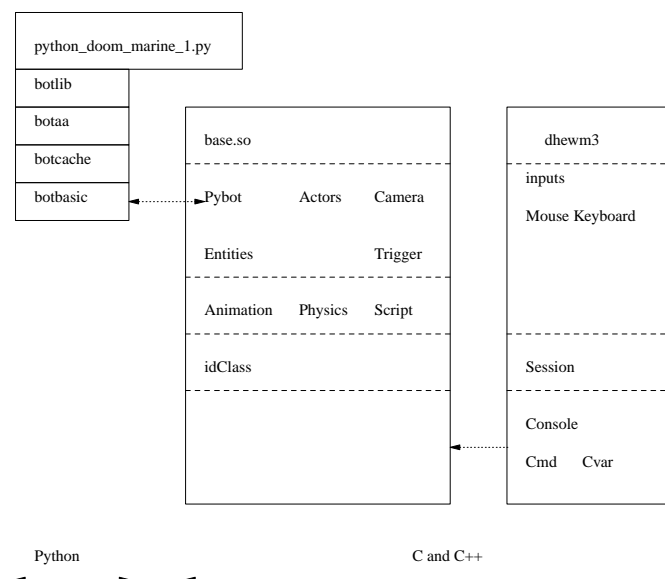 python_doom_marine_1.py
botlib
botaa
botcache
botbasic
base.so
Pybot Actors Camera
Entities Trigger
Animation Physics Script
idClass
dhewm3
inputs
Mouse Keyboard
Session
Console
Cmd Cvar
Python
C and C++